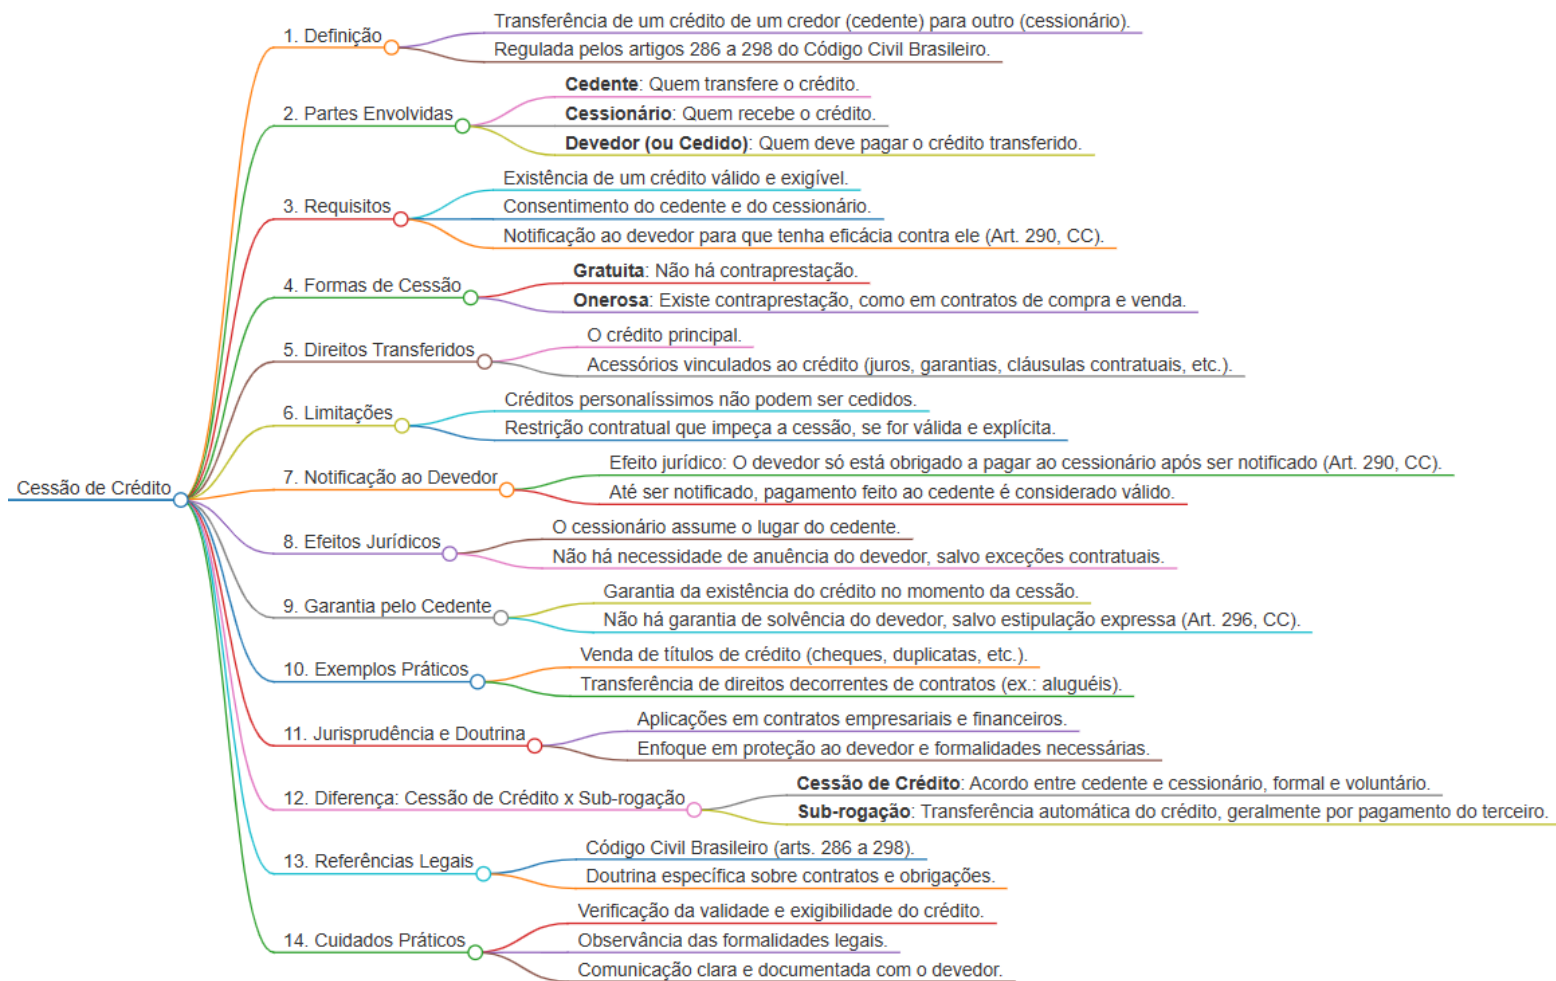 Cessão de Crédito
1. Definição
Transferência de um crédito de um credor (cedente) para outro (cessionário).
Regulada pelos artigos 286 a 298 do Código Civil Brasileiro.
2. Partes Envolvidas
Cedente: Quem transfere o crédito.
Cessionário: Quem recebe o crédito.
Devedor (ou Cedido): Quem deve pagar o crédito transferido.
3. Requisitos
Existência de um crédito válido e exigível.
Consentimento do cedente e do cessionário.
Notificação ao devedor para que tenha eficácia contra ele (Art. 290, CC).
4. Formas de Cessão
Gratuita: Não há contraprestação.
Onerosa: Existe contraprestação, como em contratos de compra e venda.
5. Direitos Transferidos
O crédito principal.
Acessórios vinculados ao crédito (juros, garantias, cláusulas contratuais, etc.).
6. Limitações
Créditos personalíssimos não podem ser cedidos.
Restrição contratual que impeça a cessão, se for válida e explícita.
7. Notificação ao Devedor
Efeito jurídico: O devedor só está obrigado a pagar ao cessionário após ser notificado (Art. 290, CC).
Até ser notificado, pagamento feito ao cedente é considerado válido.
8. Efeitos Jurídicos
O cessionário assume o lugar do cedente.
Não há necessidade de anuência do devedor, salvo exceções contratuais.
9. Garantia pelo Cedente
Garantia da existência do crédito no momento da cessão.
Não há garantia de solvência do devedor, salvo estipulação expressa (Art. 296, CC).
10. Exemplos Práticos
Venda de títulos de crédito (cheques, duplicatas, etc.).
Transferência de direitos decorrentes de contratos (ex.: aluguéis).
11. Jurisprudência e Doutrina
Aplicações em contratos empresariais e financeiros.
Enfoque em proteção ao devedor e formalidades necessárias.
12. Diferença: Cessão de Crédito x Sub-rogação
Cessão de Crédito: Acordo entre cedente e cessionário, formal e voluntário.
Sub-rogação: Transferência automática do crédito, geralmente por pagamento do terceiro.
13. Referências Legais
Código Civil Brasileiro (arts. 286 a 298).
Doutrina específica sobre contratos e obrigações.
14. Cuidados Práticos
Verificação da validade e exigibilidade do crédito.
Observância das formalidades legais.
Comunicação clara e documentada com o devedor.